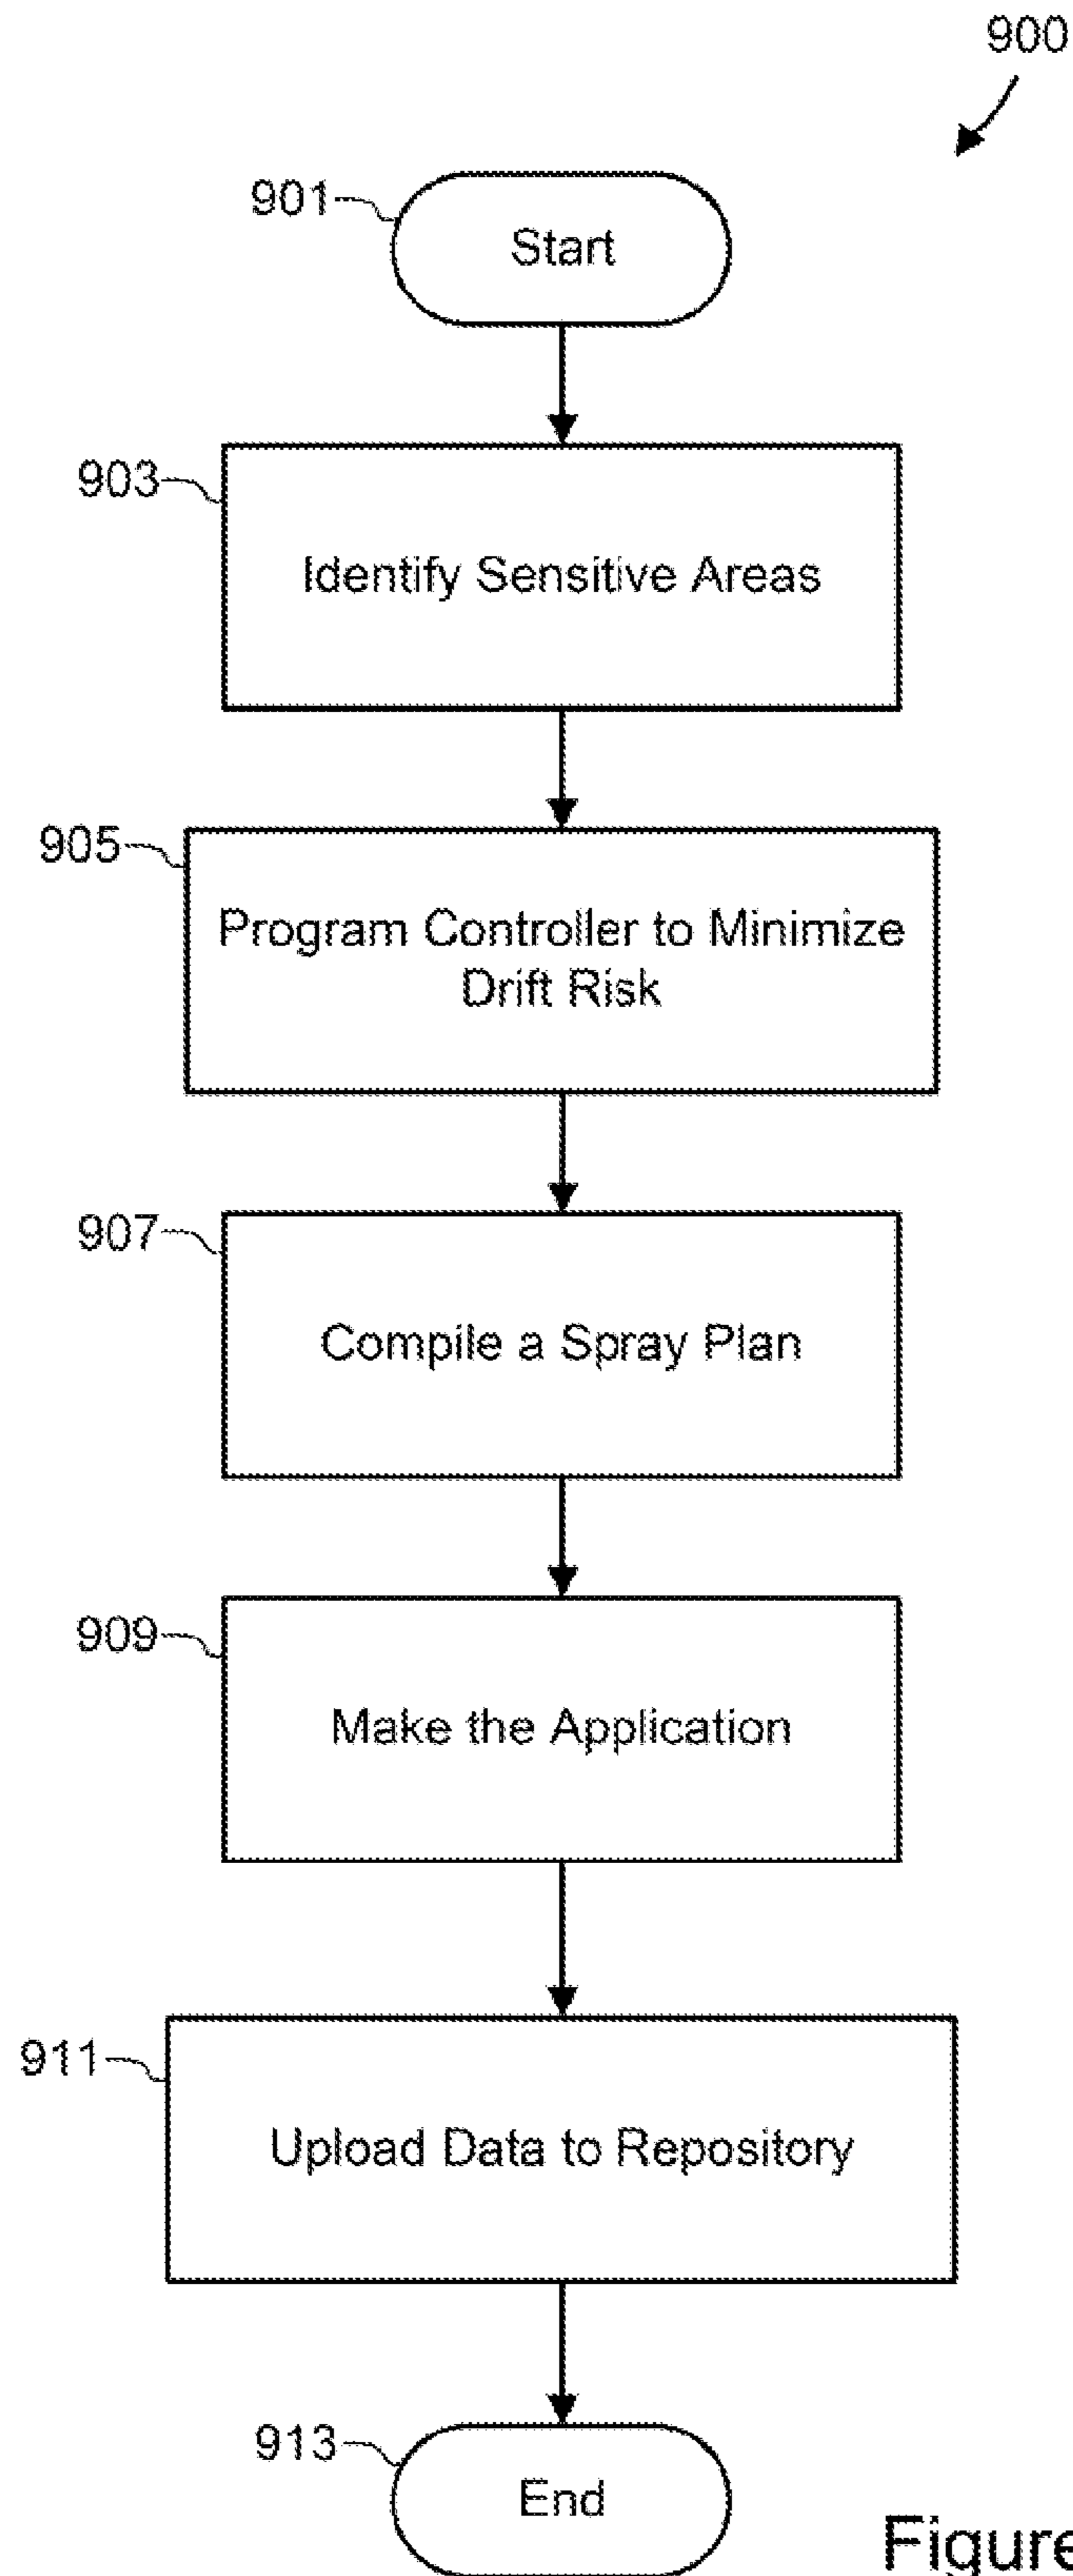 900
901
Start
903
Identify Sensitive Areas
905
Program Controller to Minimize
Drift Risk
907
Compile a Spray Plan
909
Make the Application
911
Upload Data to Repository
913
End
Figure